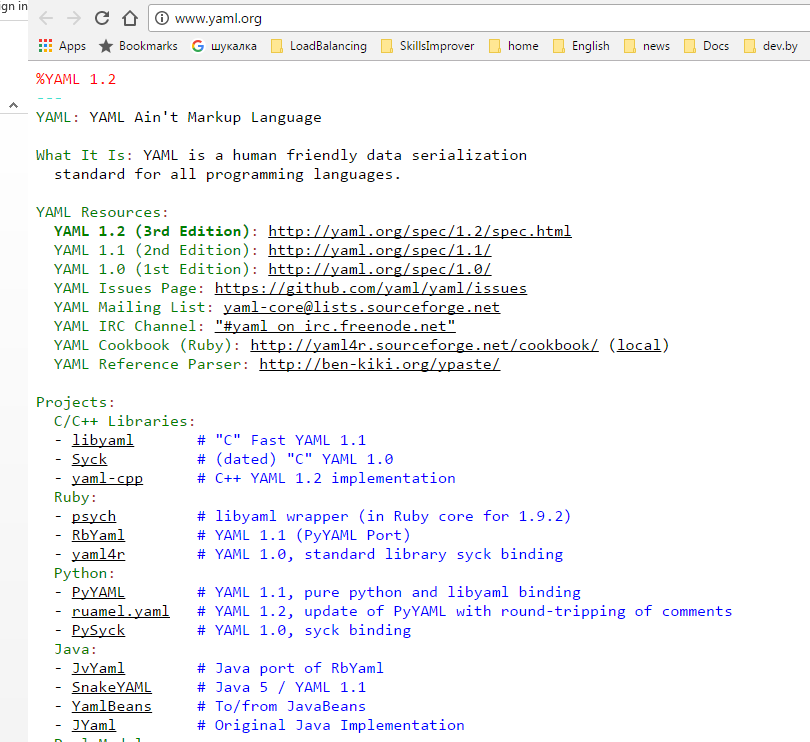 ign in
www.yaml.org
Apps Bookmarks шукалка LoadBalancing SkillsImprover home English news Docs dev.by
%YAML 1.2
---
YAML: YAML Ain't Markup Language
What It Is: YAML is a human friendly data serialization
standard for all programming languages.
YAML Resources:
YAML 1.2 (3rd Edition): http://yaml.org/spec/1.2/spec.html
YAML 1.1 (2nd Edition): http://yaml.org/spec/1.1/
YAML 1.0 (1st Edition): http://yaml.org/spec/1.0/
YAML Issues Page: https://github.com/yaml/yaml/issues
YAML Mailing List: yaml-core@lists.sourceforge.net
YAML IRC Channel: "#yaml on irc.freenode.net"
YAML Cookbook (Ruby): http://yaml4r.sourceforge.net/cookbook/ (local)
YAML Reference Parser: http://ben-kiki.org/ypaste/
Projects:
C/C++ Libraries:
- libyaml # "C" Fast YAML 1.1
- Syck # (dated) "C" YAML 1.0
- yaml-cpp # C++ YAML 1.2 implementation
Ruby:
- psych # libyaml wrapper (in Ruby core for 1.9.2)
- RbYaml # YAML 1.1 (PyYAML Port)
- yaml4r # YAML 1.0, standard library syck binding
Python:
- PyYAML # YAML 1.1, pure python and libyaml binding
- ruamel.yaml # YAML 1.2, update of PyYAML with round-tripping of comments
- PySyck # YAML 1.0, syck binding
Java:
- JvYaml # Java port of RbYaml
- SnakeYAML # Java 5 / YAML 1.1
- YamlBeans # To/from JavaBeans
- JYaml # Original Java Implementation